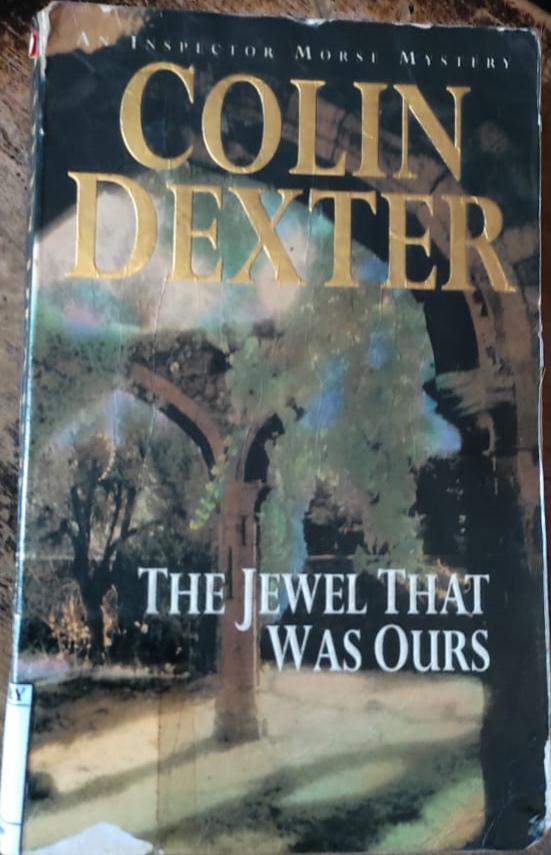 AN INSPECTOR MORSE MYSTERY
COLIN
DEXTER
THE JEWEL THAT
WAS OURS